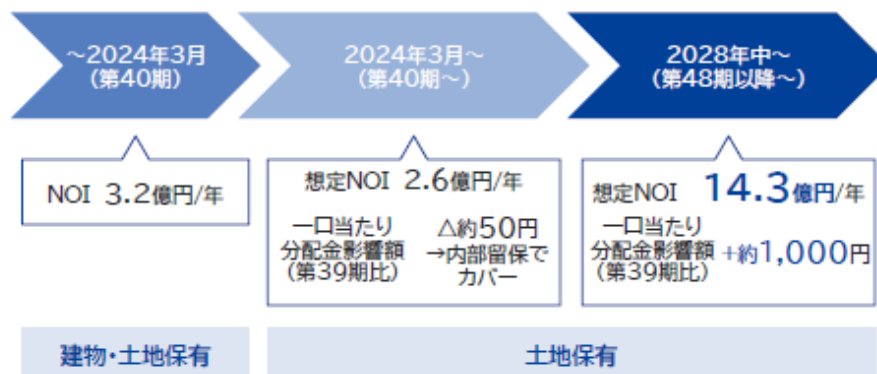 ～2024年3月
(第40期)
2024年3月～
(第40期～)
2028年中～
(第48期以降～)
NOI 3.2億円/年
想定NOI 2.6億円/年
一口当たり
分配金影響額
(第39期比)
△約50円
→内部留保で
カバー
想定NOI 14.3億円/年
一口当たり
分配金影響額
(第39期比)
+約1,000円
建物・土地保有
土地保有